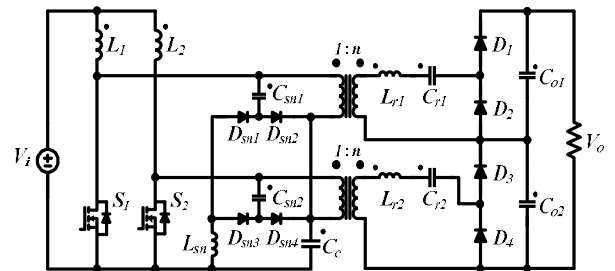 L1 L2 1:n D1
Csn1 Lr1 Cr1 Co1
Dsn1 Dsn2 D2
Vi 1:n Vo
S1 S2 Csn2 Lr2 Cr2 D3 Co2
Lsn Dsn3 Dsn4 Cc D4